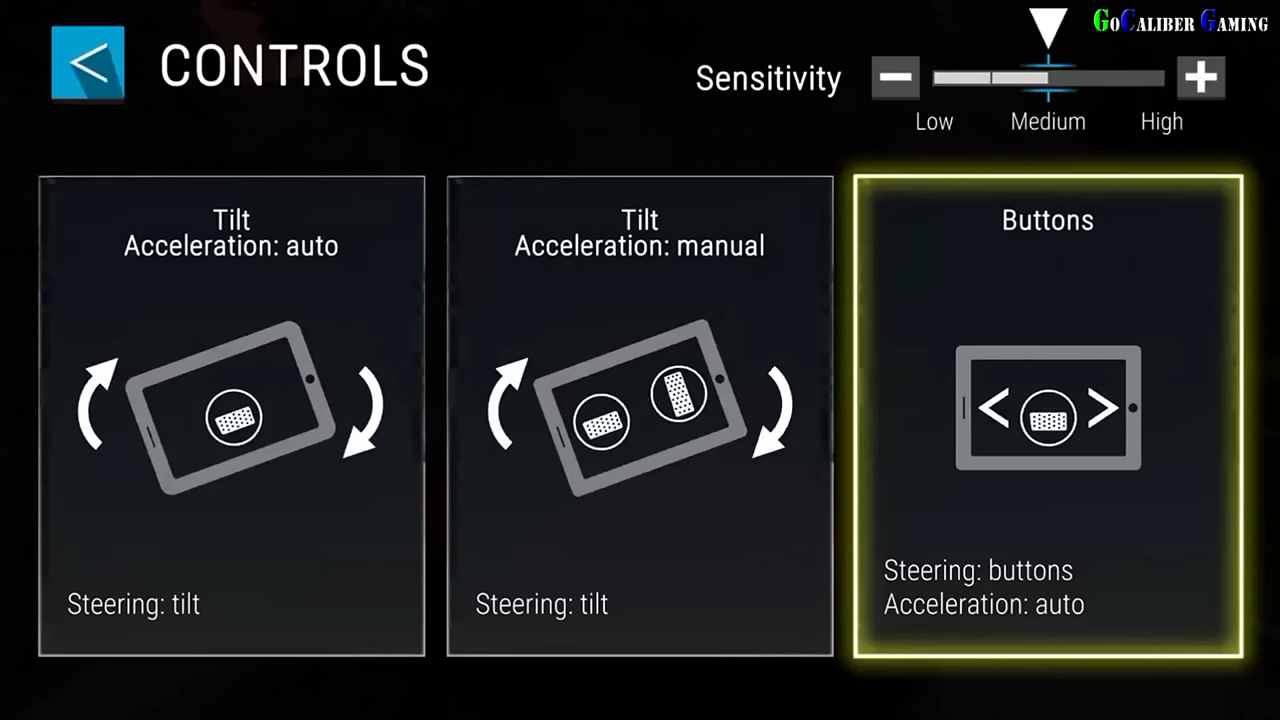 GoCaliber Gaming
CONTROLS
Sensitivity
Low Medium High
Tilt
Acceleration: auto
Steering: tilt
Tilt
Acceleration: manual
Steering: tilt
Buttons
Steering: buttons
Acceleration: auto